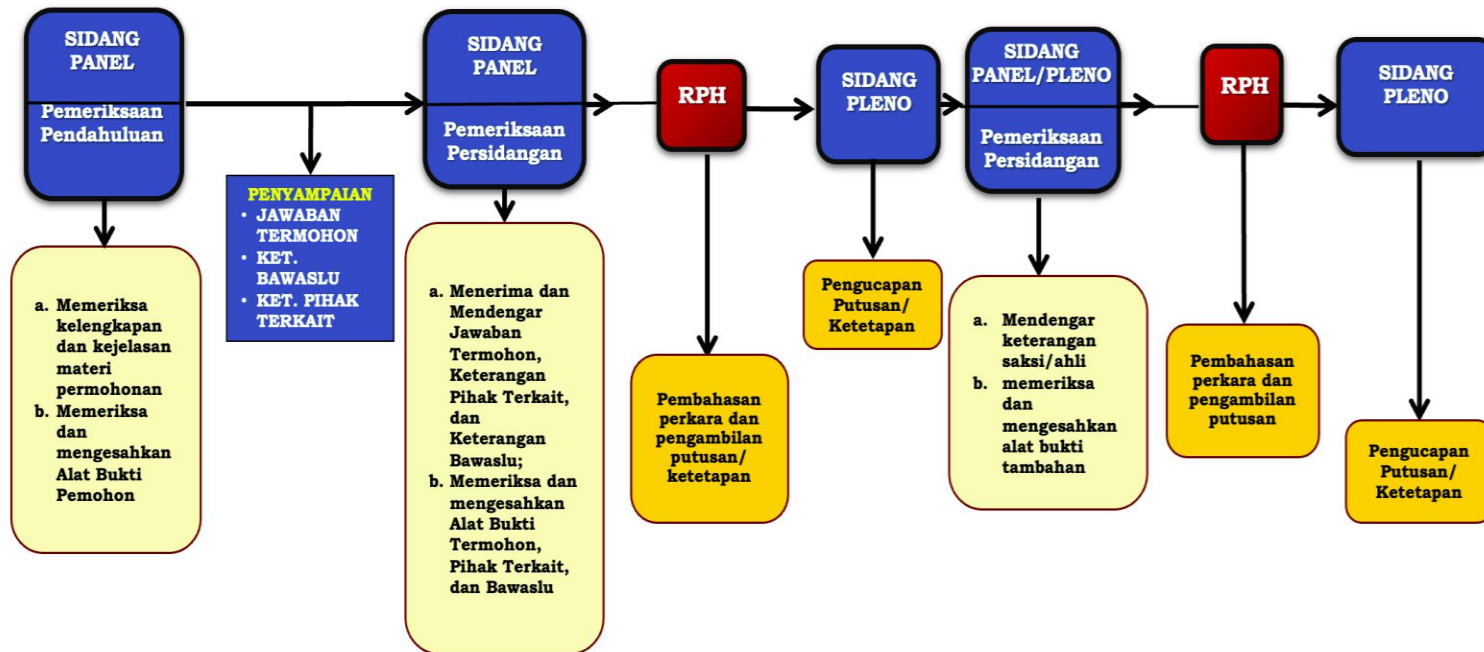 SIDANG
PANEL
Pemeriksaan
Pendahuluan
a. Memeriksa
kelengkapan
dan kejelasan
materi
permohonan
b. Memeriksa
dan
mengesahkan
Alat Bukti
Pemohon
PENYAMPAIAN
• JAWABAN
TERMOHON
• KET.
BAWASLU
• KET. PIHAK
TERKAIT
SIDANG
PANEL
Pemeriksaan
Persidangan
a. Menerima dan
Mendengar
Jawaban
Termohon,
Keterangan
Pihak Terkait,
dan
Keterangan
Bawaslu;
b. Memeriksa dan
mengesahkan
Alat Bukti
Termohon,
Pihak Terkait,
dan Bawaslu
RPH
Pembahasan
perkara dan
pengambilan
putusan/
ketetapan
SIDANG
PLENO
Pengucapan
Putusan/
Ketetapan
SIDANG
PANEL/PLENO
Pemeriksaan
Persidangan
a. Mendengar
keterangan
saksi/ahli
b. memeriksa
dan
mengesahkan
alat bukti
tambahan
RPH
Pembahasan
perkara dan
pengambilan
putusan
SIDANG
PLENO
Pengucapan
Putusan/
Ketetapan